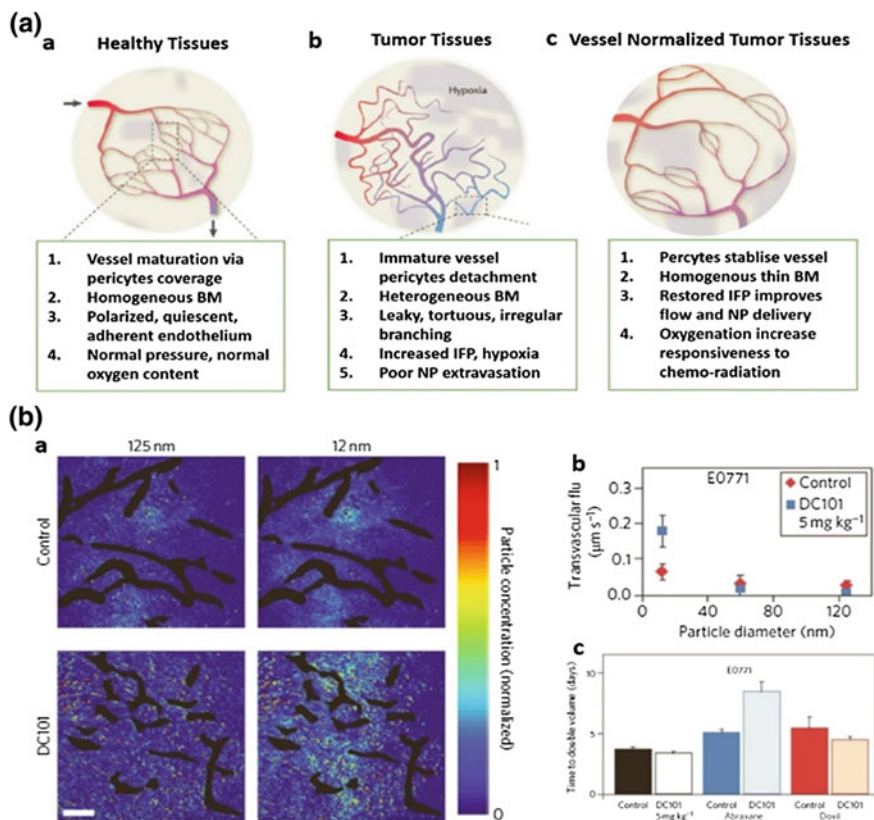 (a)
a Healthy Tissues
b Tumor Tissues
c Vessel Normalized Tumor Tissues
Hypoxia
1. Vessel maturation via
pericytes coverage
2. Homogeneous BM
3. Polarized, quiescent,
adherent endothelium
4. Normal pressure, normal
oxygen content
1. Immature vessel
pericytes detachment
2. Heterogeneous BM
3. Leaky, tortuous, irregular
branching
4. Increased IFP, hypoxia
5. Poor NP extravasation
1. Percytes stablise vessel
2. Homogenous thin BM
3. Restored IFP improves
flow and NP delivery
4. Oxygenation increase
responsiveness to
chemo-radiation
(b)
a
125 nm
12 nm
Control
DC101
1
Particle concentration (normalized)
0
b
E0771
Control
DC101
5 mg kg⁻¹
Transvascular flu
(µm s⁻¹)
0.3
0.2
0.1
0.0
0 40 80 120
Particle diameter (nm)
c
E0771
Time to double volume (days)
10
5
0
Control DC101 Control DC101 Control DC101
5 mg kg⁻¹ Abraxane Doxil